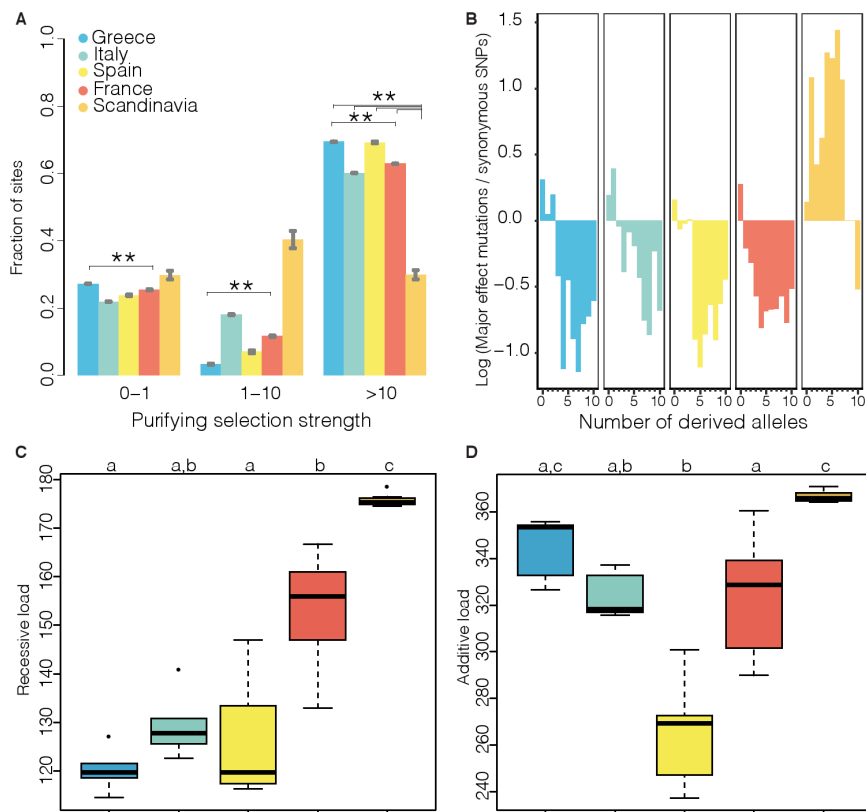 A
Greece
Italy
Spain
France
Scandinavia
**
**
**
**
Fraction of sites
0.0
0.2
0.4
0.6
0.8
1.0
0–1
1–10
>10
Purifying selection strength
B
Log (Major effect mutations / synonymous SNPs)
1.5
1.0
0.5
0.0
−0.5
−1.0
0 5 10 0 5 10 0 5 10 0 5 10 0 5 10
Number of derived alleles
C
a a,b a b c
Recessive load
180
170
160
150
140
130
120
D
a,c a,b b a c
Additive load
360
340
320
300
280
260
240